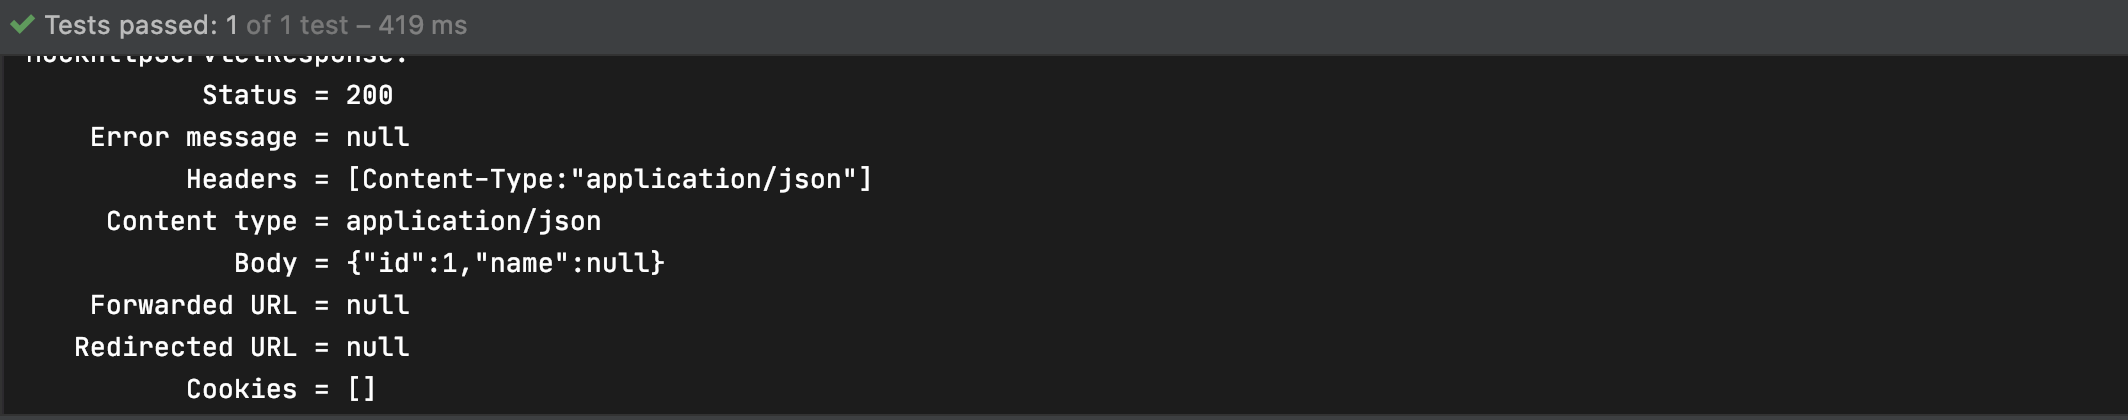 Tests passed: 1 of 1 test – 419 ms
MockHttpServletResponse:
Status = 200
Error message = null
Headers = [Content-Type:"application/json"]
Content type = application/json
Body = {"id":1,"name":null}
Forwarded URL = null
Redirected URL = null
Cookies = []